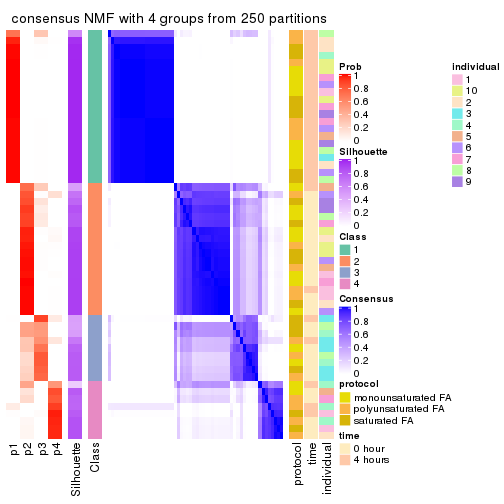 consensus NMF with 4 groups from 250 partitions
p1
p2
p3
p4
Silhouette
Class
protocol
time
individual
Prob
1
0.8
0.6
0.4
0.2
0
Silhouette
1
0.8
0.6
0.4
0.2
0
Class
1
2
3
4
Consensus
1
0.8
0.6
0.4
0.2
0
protocol
monounsaturated FA
polyunsaturated FA
saturated FA
time
0 hour
4 hours
individual
1
10
2
3
4
5
6
7
8
9